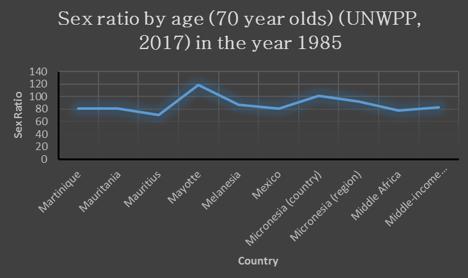 Sex ratio by age (70 year olds) (UNWPP,
2017) in the year 1985
140
120
100
80
60
40
20
0
Sex Ratio
Martinique
Mauritania
Mauritius
Mayotte
Melanesia
Mexico
Micronesia (country)
Micronesia (region)
Middle Africa
Middle-income...
Country